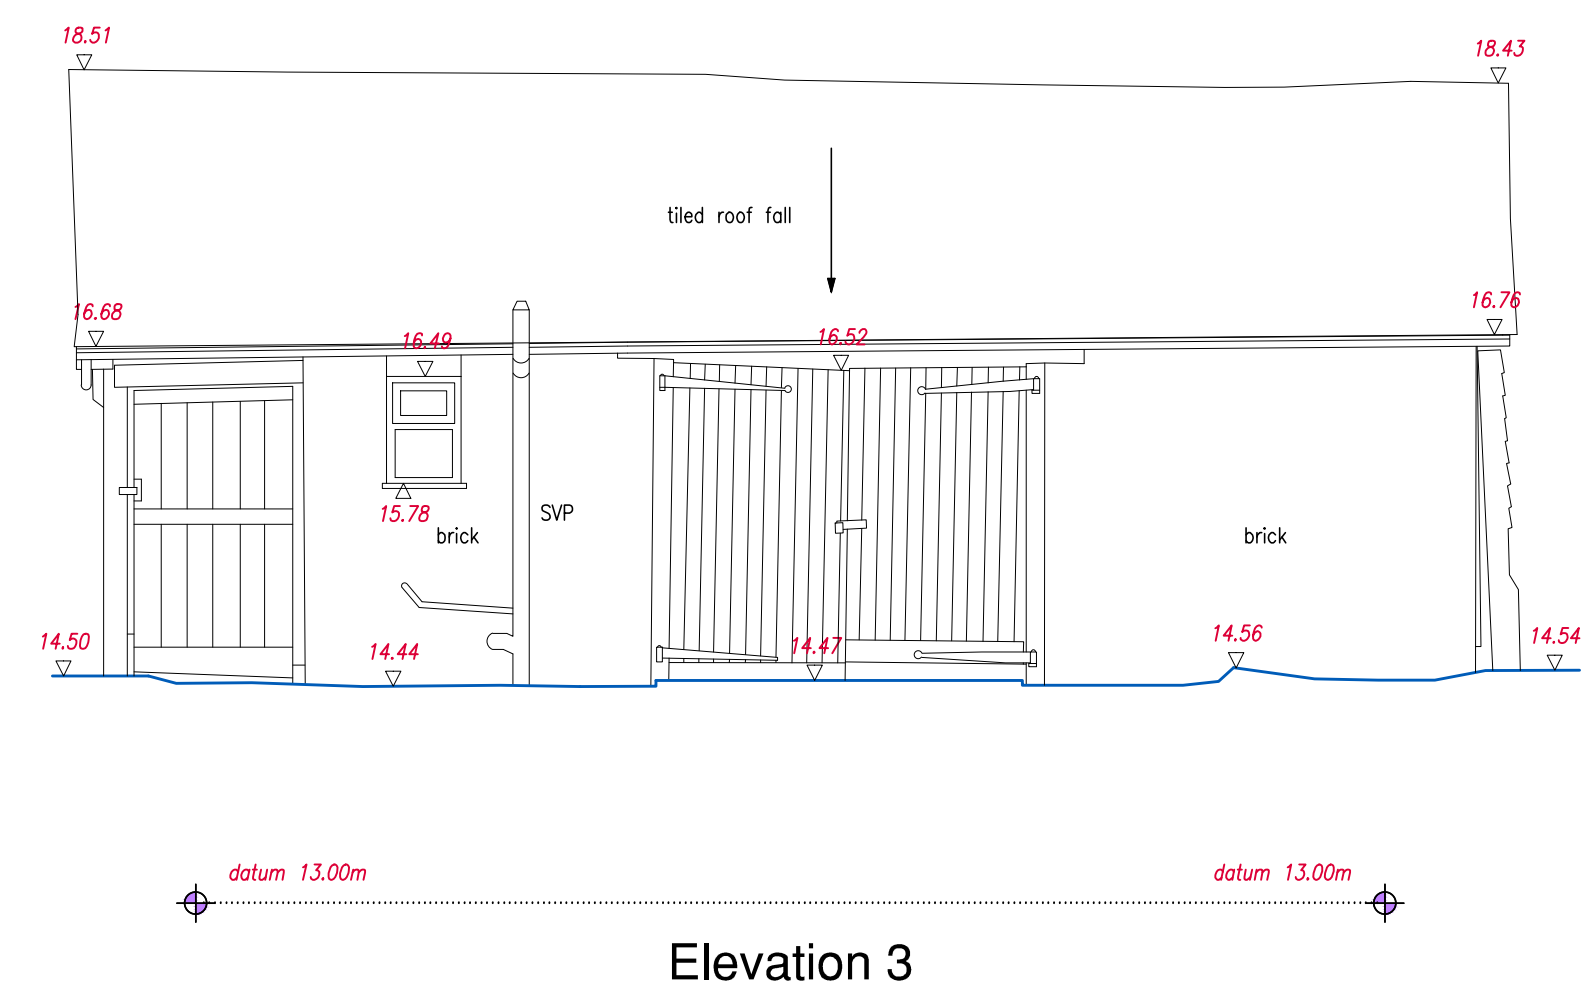 18.51
18.43
tiled roof fall
16.68
16.76
16.49
16.52
15.78
SVP
brick
brick
14.50
14.44
14.47
14.56
14.54
datum 13.00m
datum 13.00m
Elevation 3